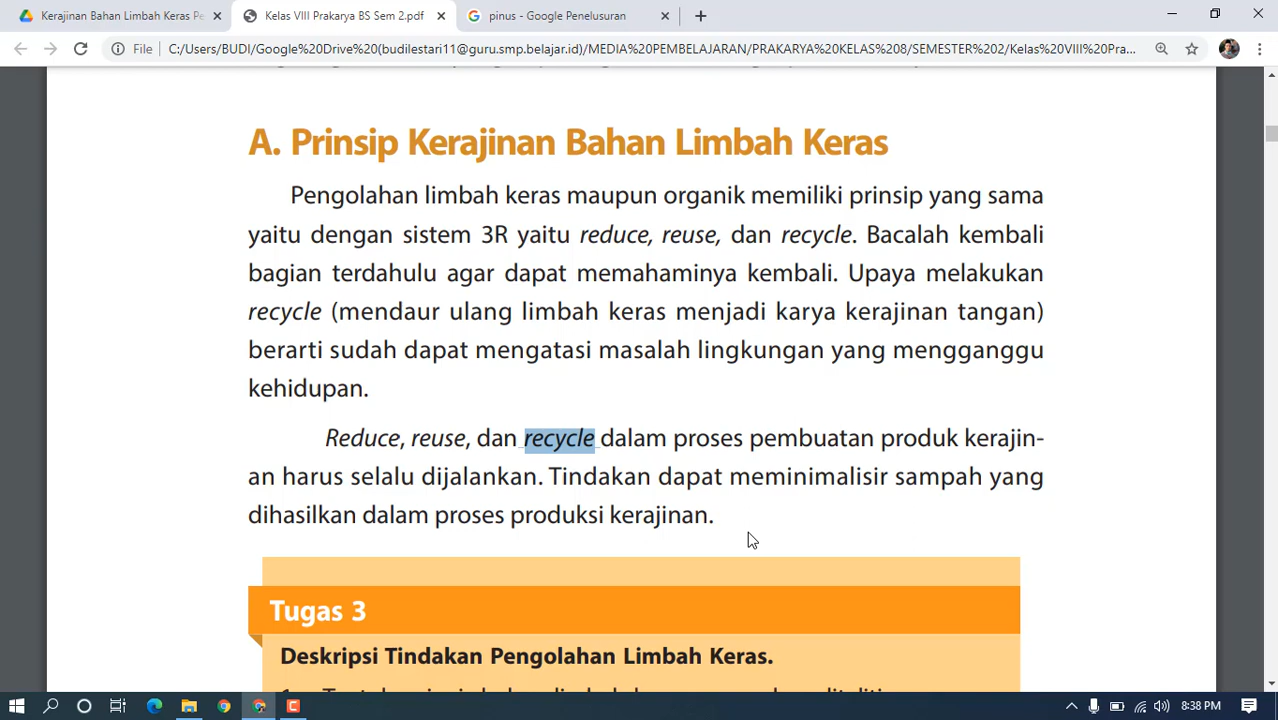 Kerajinan Bahan Limbah Keras Pe
Kelas VIII Prakarya BS Sem 2.pdf
pinus - Google Penelusuran
File
C:/Users/BUDI/Google%20Drive%20(budilestari11@guru.smp.belajar.id)/MEDIA%20PEMBELAJARAN/PRAKARYA%20KELAS%208/SEMESTER%202/Kelas%20VIII%20Pra...
A. Prinsip Kerajinan Bahan Limbah Keras
Pengolahan limbah keras maupun organik memiliki prinsip yang sama
yaitu dengan sistem 3R yaitu reduce, reuse, dan recycle. Bacalah kembali
bagian terdahulu agar dapat memahaminya kembali. Upaya melakukan
recycle (mendaur ulang limbah keras menjadi karya kerajinan tangan)
berarti sudah dapat mengatasi masalah lingkungan yang mengganggu
kehidupan.
Reduce, reuse, dan recycle dalam proses pembuatan produk kerajin-
an harus selalu dijalankan. Tindakan dapat meminimalisir sampah yang
dihasilkan dalam proses produksi kerajinan.
Tugas 3
Deskripsi Tindakan Pengolahan Limbah Keras.
8:38 PM